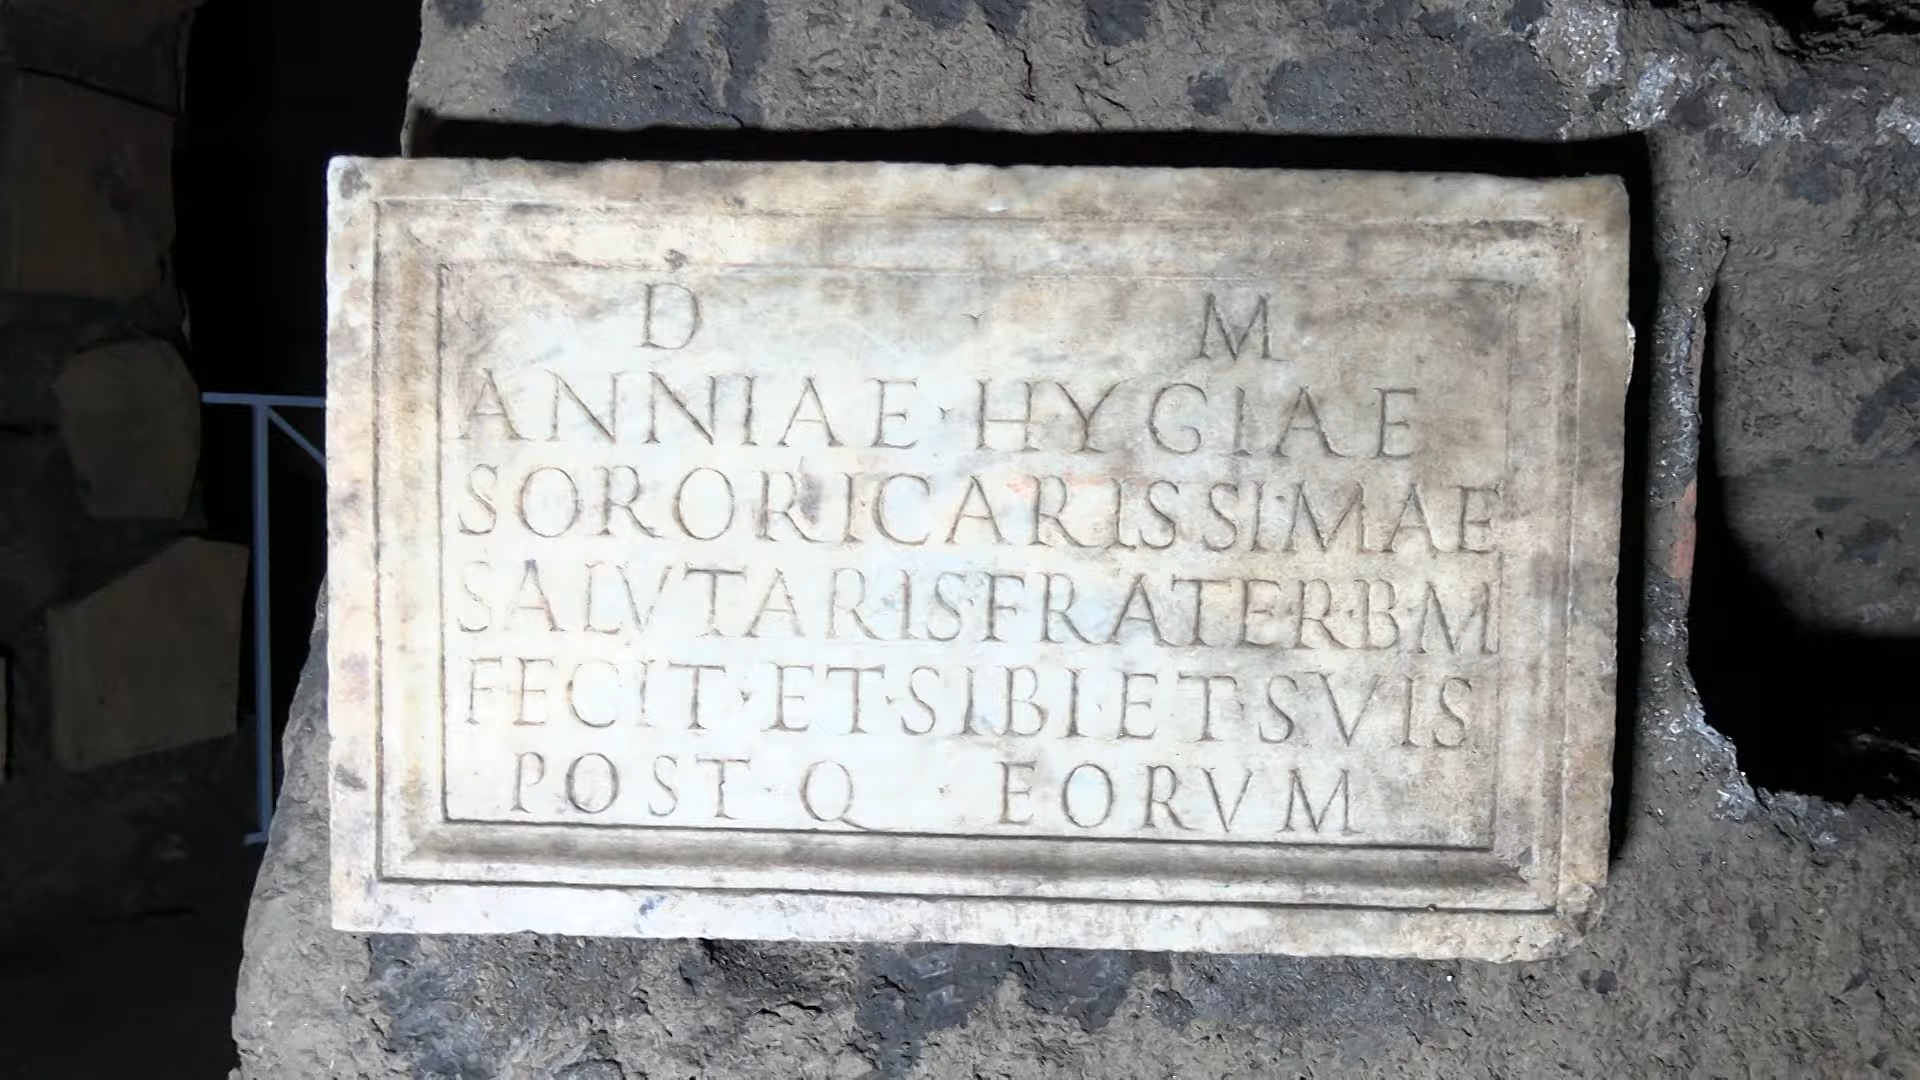 D · M
ANNIAE · HYGIAE
SORORI CARISSIMAE
SALVTARIS · FRATER · B · M
FECIT · ET · SIBI · ET · SVIS
POST · Q · EORVM